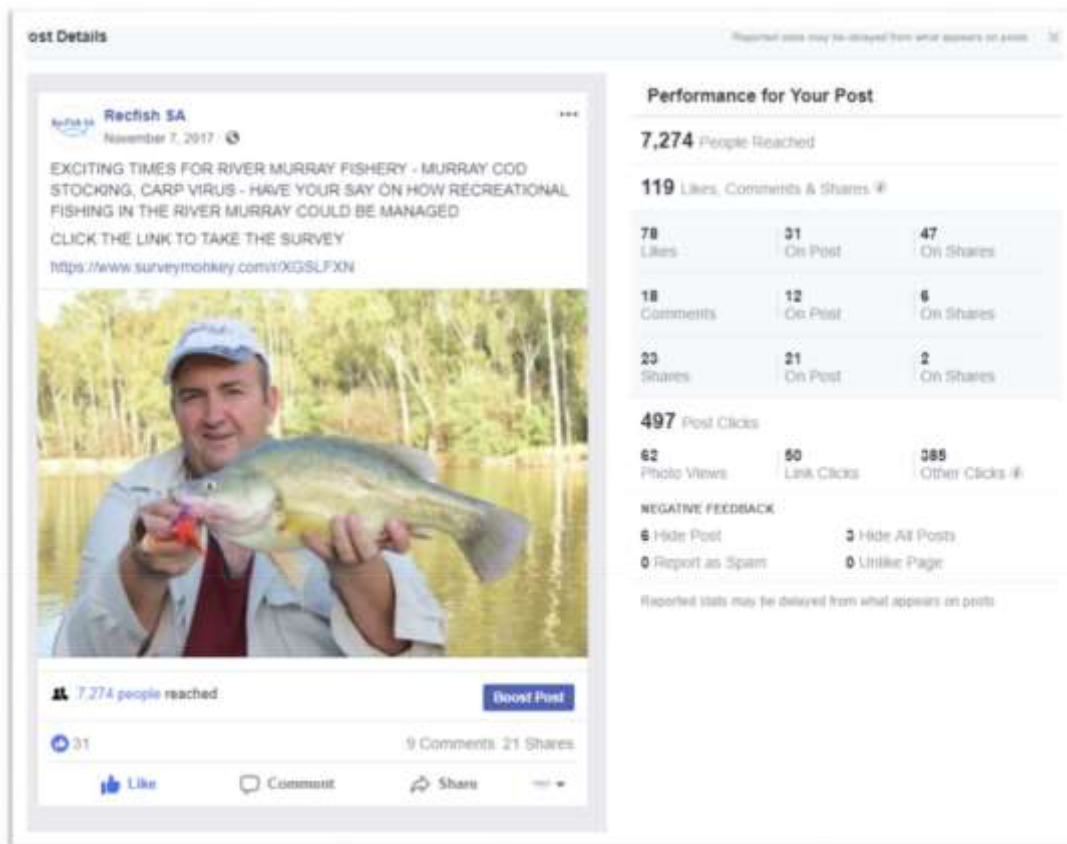 ost Details
Reported stats may be delayed from what appears on posts
Recfish SA
November 7, 2017
EXCITING TIMES FOR RIVER MURRAY FISHERY - MURRAY COD
STOCKING, CARP VIRUS - HAVE YOUR SAY ON HOW RECREATIONAL
FISHING IN THE RIVER MURRAY COULD BE MANAGED
CLICK THE LINK TO TAKE THE SURVEY
https://www.surveymonkey.com/r/XGSLFXN
7,274 people reached
Boost Post
31
9 Comments 21 Shares
Like Comment Share
Performance for Your Post
7,274 People Reached
119 Likes, Comments & Shares
78 31 47
Likes On Post On Shares
18 12 6
Comments On Post On Shares
23 21 2
Shares On Post On Shares
497 Post Clicks
62 50 385
Photo Views Link Clicks Other Clicks
NEGATIVE FEEDBACK
6 Hide Post 3 Hide All Posts
0 Report as Spam 0 Unlike Page
Reported stats may be delayed from what appears on posts